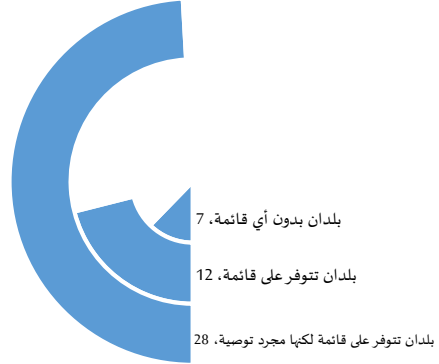 بلدان بدون أي قائمة، 7
بلدان تتوفر على قائمة، 12
بلدان تتوفر على قائمة لكنها مجرد توصية، 28